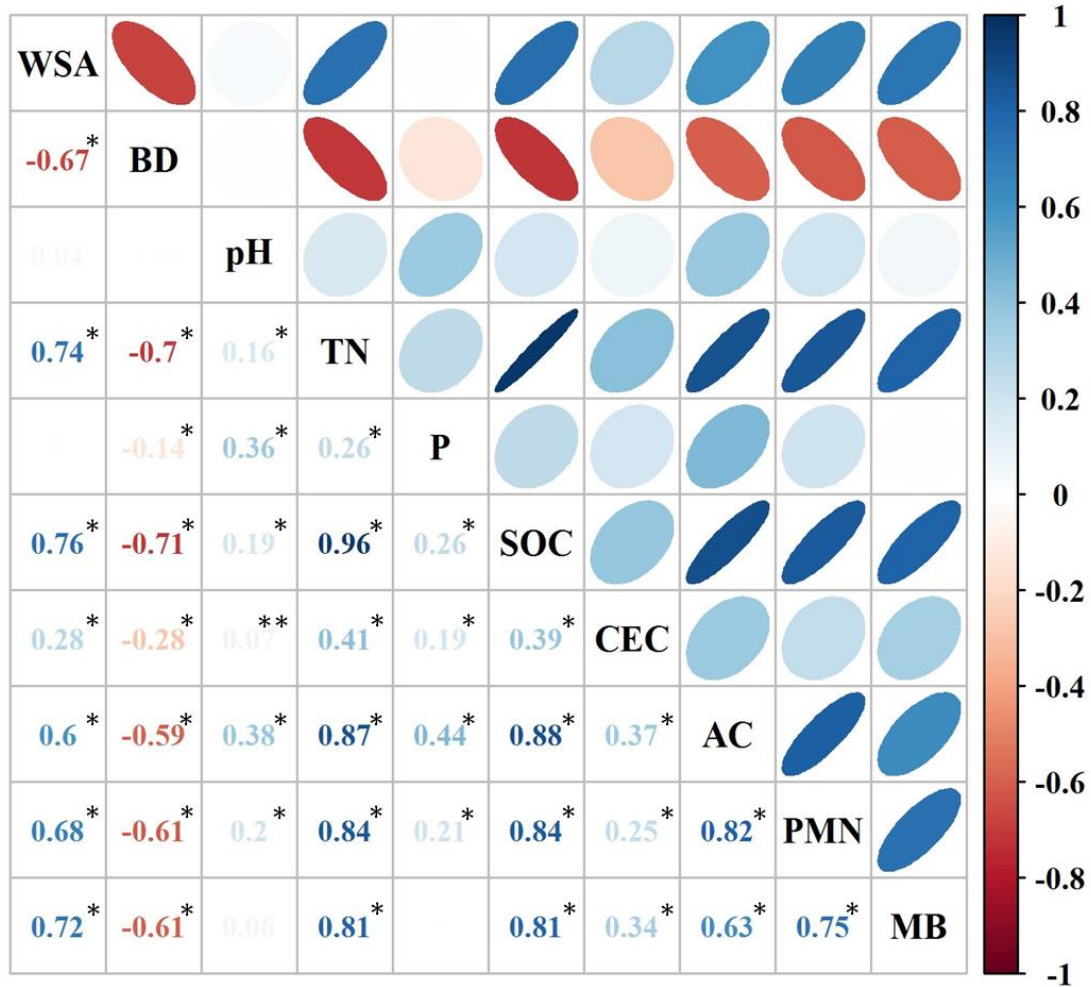 WSA
-0.67* BD
0.04 pH
0.74* -0.7* 0.16* TN
-0.14* 0.36* 0.26* P
0.76* -0.71* 0.19* 0.96* 0.26* SOC
0.28* -0.28* 0.07** 0.41* 0.19* 0.39* CEC
0.6* -0.59* 0.38* 0.87* 0.44* 0.88* 0.37* AC
0.68* -0.61* 0.2* 0.84* 0.21* 0.84* 0.25* 0.82* PMN
0.72* -0.61* 0.06 0.81* 0.81* 0.34* 0.63* 0.75* MB
1
0.8
0.6
0.4
0.2
0
-0.2
-0.4
-0.6
-0.8
-1